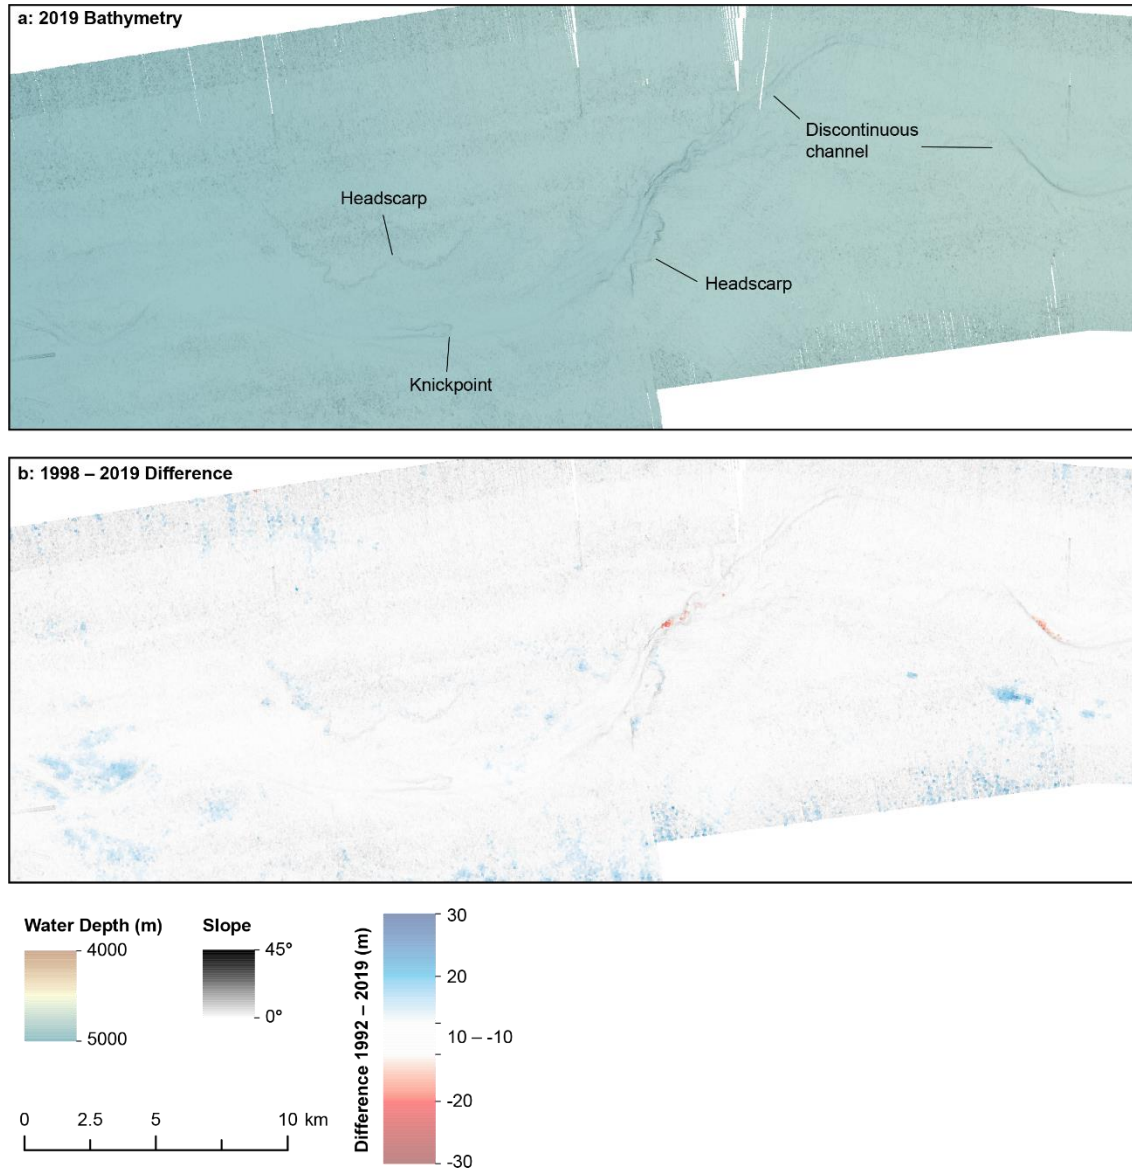 a: 2019 Bathymetry
Discontinuous
channel
Headscarp
Headscarp
Knickpoint
b: 1998 – 2019 Difference
Water Depth (m)
4000
5000
Slope
45°
0°
Difference 1992 – 2019 (m)
30
20
10 – -10
-20
-30
0 2.5 5 10 km